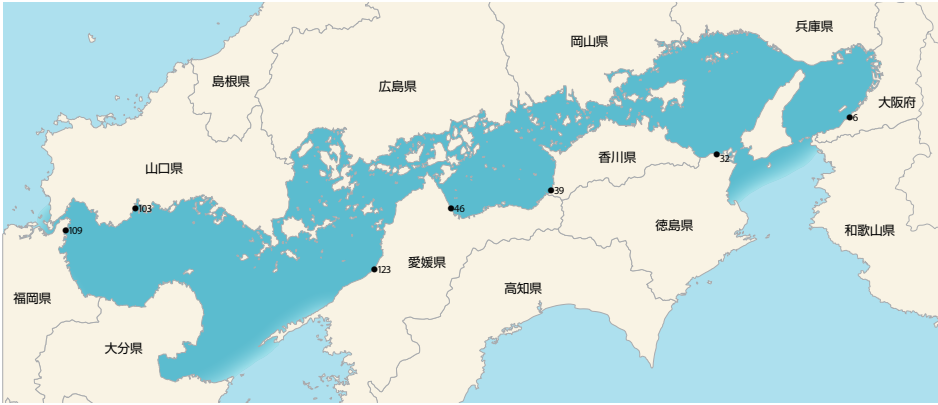 兵庫県
岡山県
島根県
広島県
大阪府
6
香川県
32
山口県
39
103
46
徳島県
109
和歌山県
愛媛県
123
高知県
福岡県
大分県